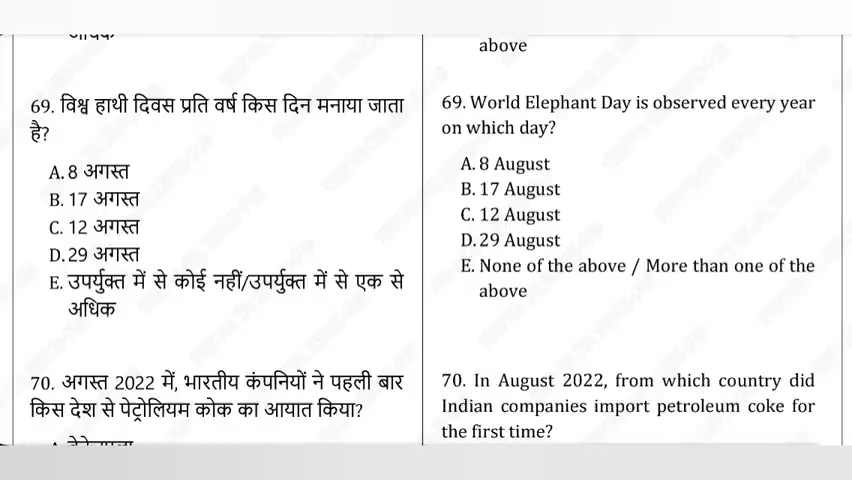 69. विश्व हाथी दिवस प्रति वर्ष किस दिन मनाया जाता
है?
A. 8 अगस्त
B. 17 अगस्त
C. 12 अगस्त
D. 29 अगस्त
E. उपर्युक्त में से कोई नहीं/उपर्युक्त में से एक से
अधिक
70. अगस्त 2022 में, भारतीय कंपनियों ने पहली बार
किस देश से पेट्रोलियम कोक का आयात किया?
above
69. World Elephant Day is observed every year
on which day?
A. 8 August
B. 17 August
C. 12 August
D. 29 August
E. None of the above / More than one of the
above
70. In August 2022, from which country did
Indian companies import petroleum coke for
the first time?